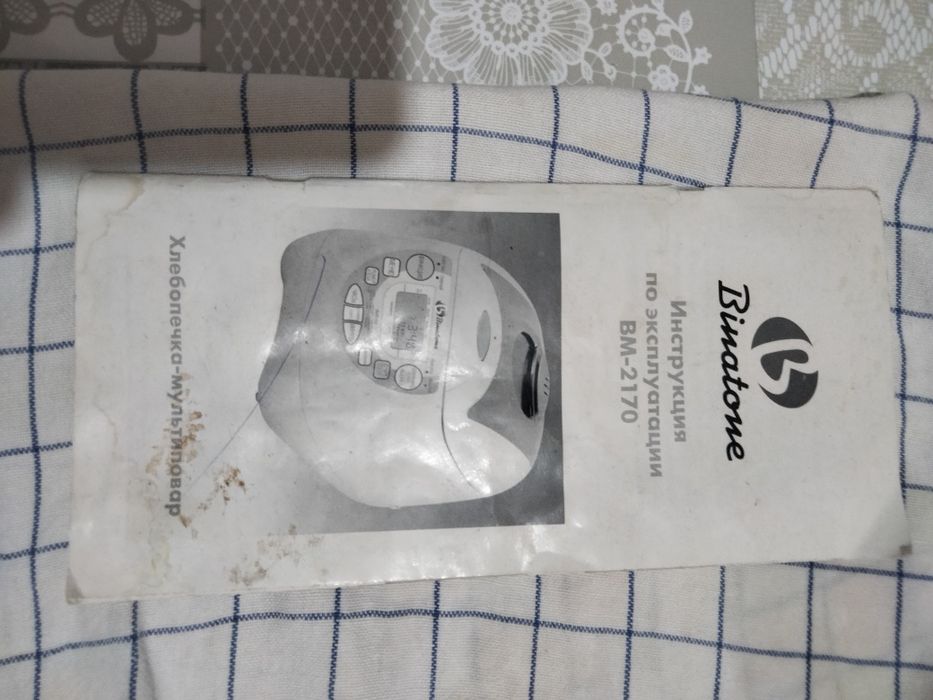 Binatone
Инструкция
по эксплуатации
BM-2170
Хлебопечка-мультиповар